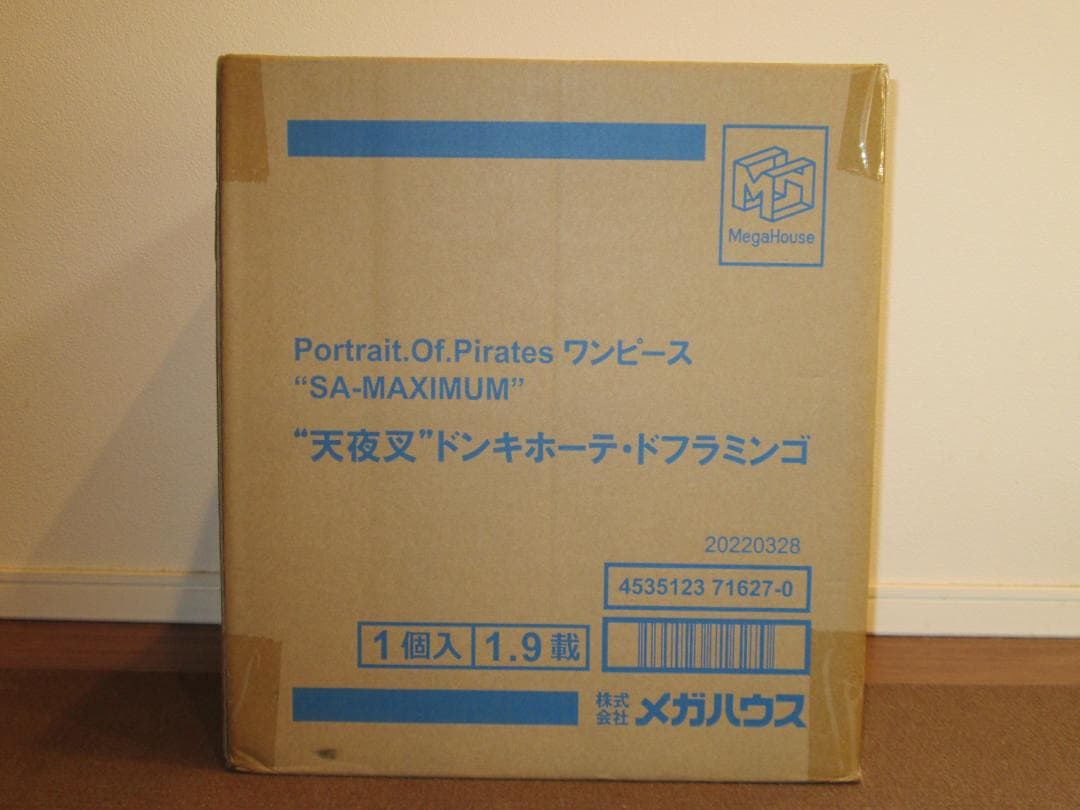 MH
MegaHouse
Portrait.Of.Pirates ワンピース
“SA-MAXIMUM”
“天夜叉”ドンキホーテ・ドフラミンゴ
20220328
4535123 71627-0
1個入 1.9載
株式会社 メガハウス